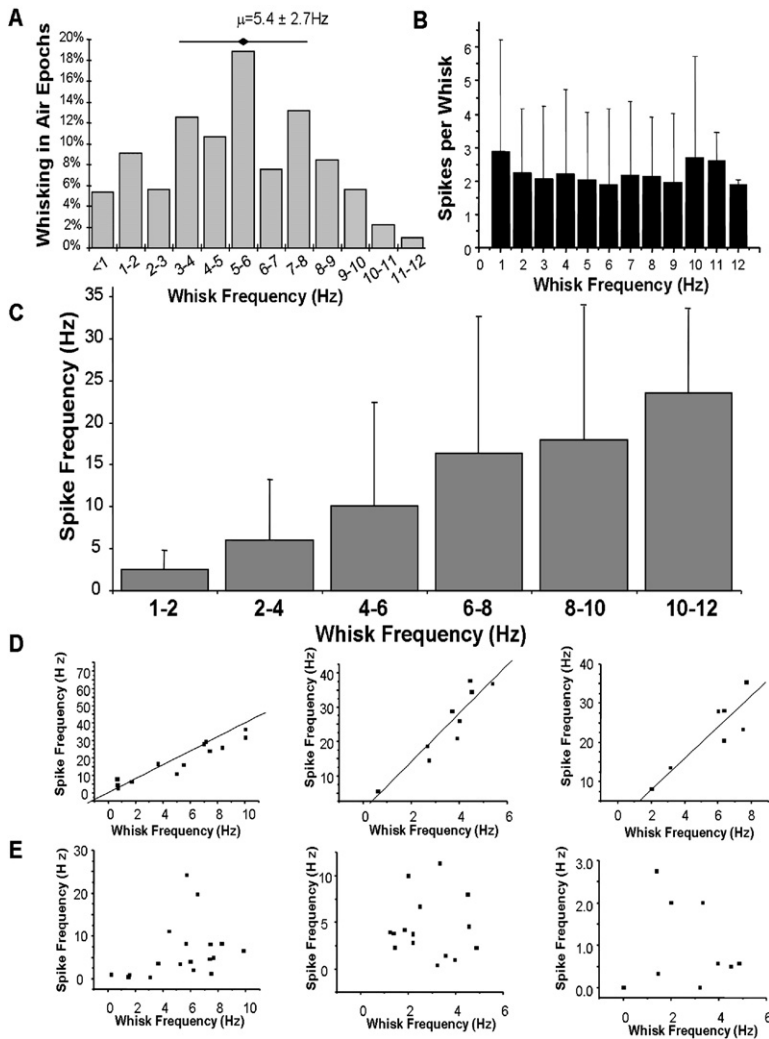 A
μ=5.4 ± 2.7Hz
Whisking in Air Epochs
20%
18%
16%
14%
12%
10%
8%
6%
4%
2%
0%
<1 1-2 2-3 3-4 4-5 5-6 6-7 7-8 8-9 9-10 10-11 11-12
Whisk Frequency (Hz)
B
Spikes per Whisk
6
5
4
3
2
1
0
0 1 2 3 4 5 6 7 8 9 10 11 12
Whisk Frequency (Hz)
C
Spike Frequency (Hz)
35
30
25
20
15
10
5
0
1-2 2-4 4-6 6-8 8-10 10-12
Whisk Frequency (Hz)
D
Spike Frequency (H z)
70
60
50
40
30
20
10
0
0 2 4 6 8 10
Whisk Frequency (Hz)
Spike Frequency (Hz)
40
30
20
10
0 2 4 6
Whisk Frequency (Hz)
Spike Frequency (Hz)
40
30
20
10
0 2 4 6 8
Whisk Frequency (Hz)
E
Spike Frequency (H z)
30
20
10
0
0 2 4 6 8 10
Whisk Frequency (Hz)
Spike Frequency (H z)
10
5
0
0 2 4 6
Whisk Frequency (Hz)
Spike Frequency (H z)
3.0
2.0
1.0
0.0
0 2 4 6
Whisk Frequency (Hz)